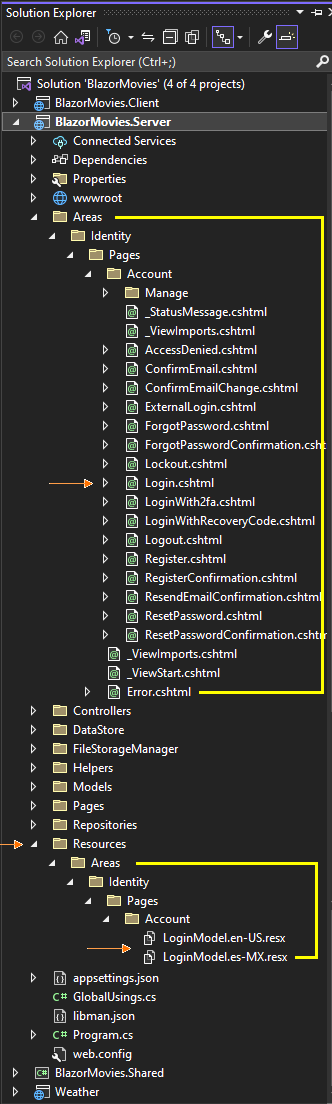 Solution Explorer
Search Solution Explorer (Ctrl+;)
Solution 'BlazorMovies' (4 of 4 projects)
BlazorMovies.Client
BlazorMovies.Server
Connected Services
Dependencies
Properties
wwwroot
Areas
Identity
Pages
Account
Manage
_StatusMessage.cshtml
_ViewImports.cshtml
AccessDenied.cshtml
ConfirmEmail.cshtml
ConfirmEmailChange.cshtml
ExternalLogin.cshtml
ForgotPassword.cshtml
ForgotPasswordConfirmation.csht
Lockout.cshtml
Login.cshtml
LoginWith2fa.cshtml
LoginWithRecoveryCode.cshtml
Logout.cshtml
Register.cshtml
RegisterConfirmation.cshtml
ResendEmailConfirmation.cshtml
ResetPassword.cshtml
ResetPasswordConfirmation.cshtm
_ViewImports.cshtml
_ViewStart.cshtml
Error.cshtml
Controllers
DataStore
FileStorageManager
Helpers
Models
Pages
Repositories
Resources
Areas
Identity
Pages
Account
LoginModel.en-US.resx
LoginModel.es-MX.resx
appsettings.json
C# GlobalUsings.cs
libman.json
C# Program.cs
web.config
C# BlazorMovies.Shared
Weather